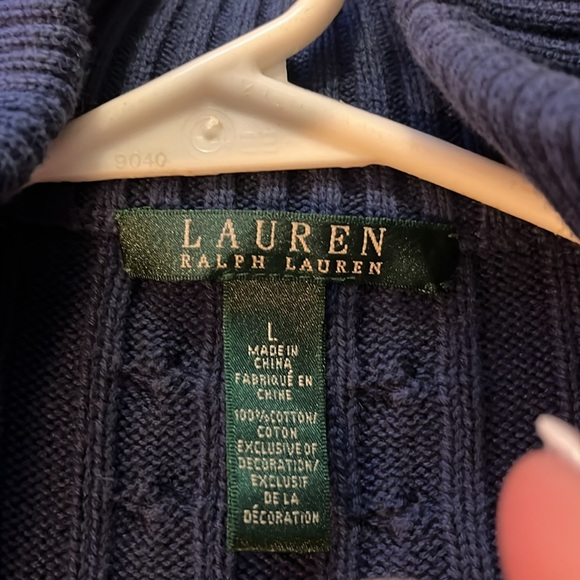 9040
LAUREN
RALPH LAUREN
L
MADE IN
CHINA
FABRIQUÉ EN
CHINE
100% COTTON/
COTON
EXCLUSIVE OF
DECORATION/
EXCLUSIF
DE LA
DÉCORATION